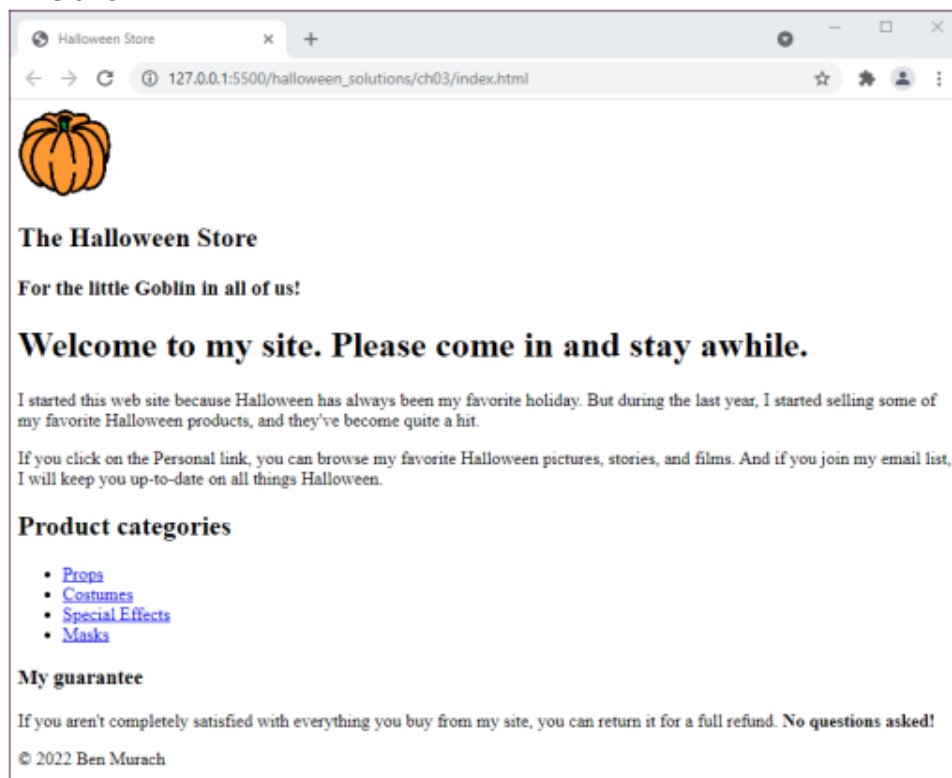 Halloween Store
127.0.0.1:5500/halloween_solutions/ch03/index.html
The Halloween Store
For the little Goblin in all of us!
Welcome to my site. Please come in and stay awhile.
I started this web site because Halloween has always been my favorite holiday. But during the last year, I started selling some of
my favorite Halloween products, and they've become quite a hit.
If you click on the Personal link, you can browse my favorite Halloween pictures, stories, and films. And if you join my email list,
I will keep you up-to-date on all things Halloween.
Product categories
Props
Costumes
Special Effects
Masks
My guarantee
If you aren't completely satisfied with everything you buy from my site, you can return it for a full refund. No questions asked!
© 2022 Ben Murach